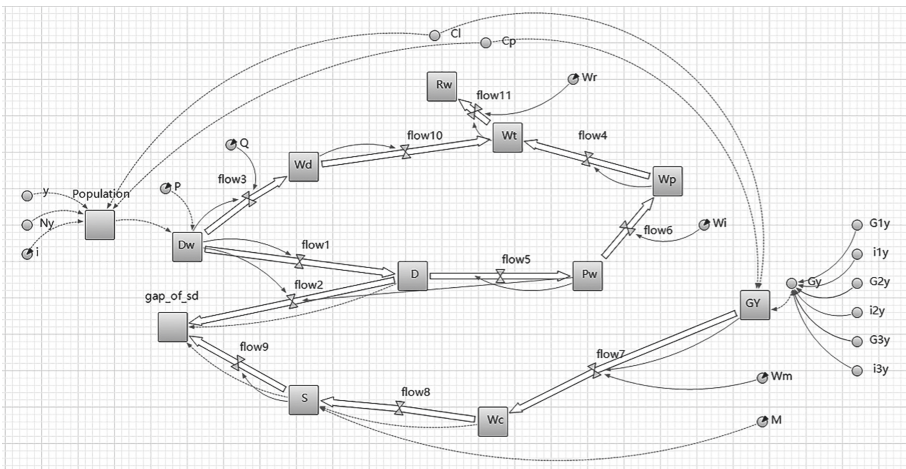 Cl
Cp
Rw
Wr
flow11
Q
flow10
Wt
flow4
Wd
flow3
Wp
P
y
Population
Ny
Dw
Wi
G1y
flow6
flow1
i
flow5
i1y
D
Pw
flow2
Gy
G2y
gap_of_sd
GY
i2y
G3y
flow9
flow7
i3y
Wm
flow8
S
Wc
M